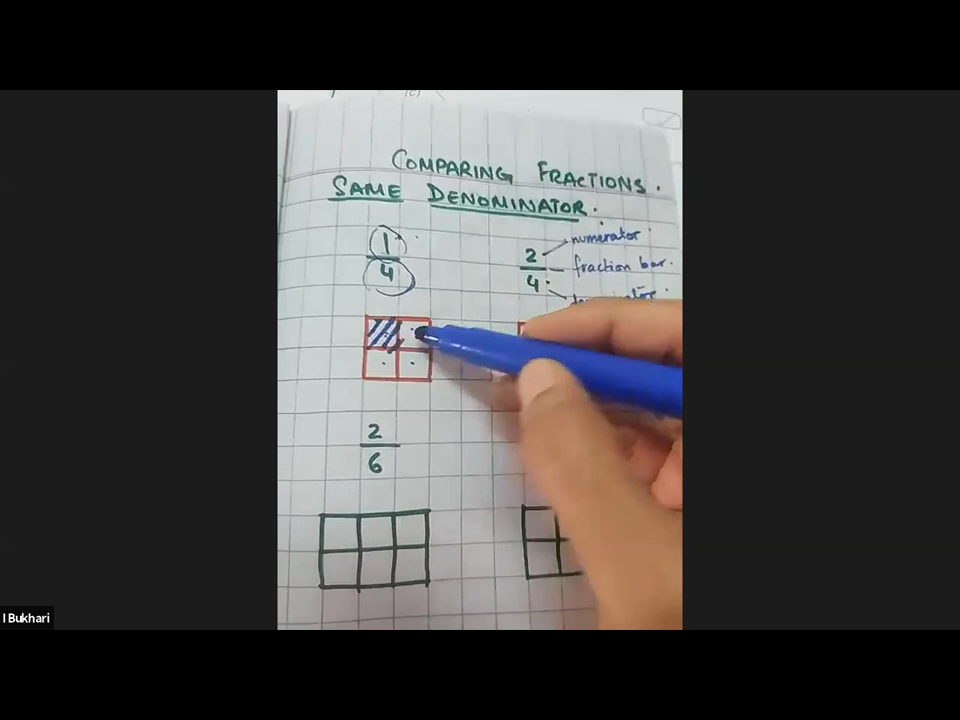 COMPARING FRACTIONS.
SAME DENOMINATOR.
1
4
2
4
numerator
fraction bar.
2
6
I Bukhari